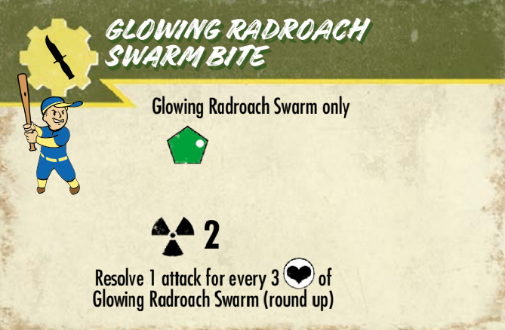 GLOWING RADROACH
SWARM BITE
Glowing Radroach Swarm only
2
Resolve 1 attack for every 3 of
Glowing Radroach Swarm (round up)